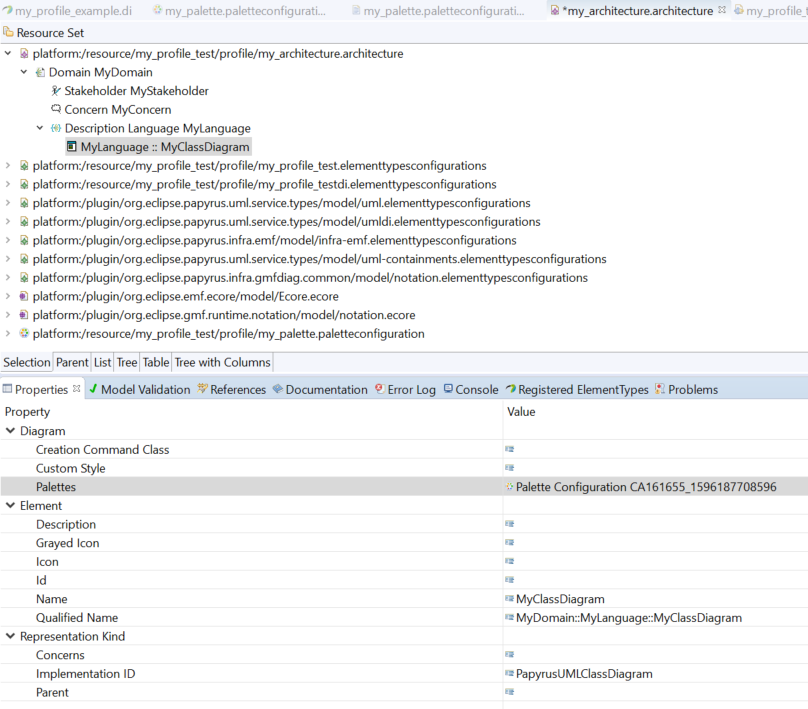 my_profile_example.di my_palette.paletteconfigurati... my_palette.paletteconfigurati... *my_architecture.architecture my_profile_t
Resource Set
platform:/resource/my_profile_test/profile/my_architecture.architecture
Domain MyDomain
Stakeholder MyStakeholder
Concern MyConcern
Description Language MyLanguage
MyLanguage :: MyClassDiagram
platform:/resource/my_profile_test/profile/my_profile_test.elementtypesconfigurations
platform:/resource/my_profile_test/profile/my_profile_testdi.elementtypesconfigurations
platform:/plugin/org.eclipse.papyrus.uml.service.types/model/uml.elementtypesconfigurations
platform:/plugin/org.eclipse.papyrus.uml.service.types/model/umldi.elementtypesconfigurations
platform:/plugin/org.eclipse.papyrus.infra.emf/model/infra-emf.elementtypesconfigurations
platform:/plugin/org.eclipse.papyrus.uml.service.types/model/uml-containments.elementtypesconfigurations
platform:/plugin/org.eclipse.papyrus.infra.gmfdiag.common/model/notation.elementtypesconfigurations
platform:/plugin/org.eclipse.emf.ecore/model/Ecore.ecore
platform:/plugin/org.eclipse.gmf.runtime.notation/model/notation.ecore
platform:/resource/my_profile_test/profile/my_palette.paletteconfiguration
Selection Parent List Tree Table Tree with Columns
Properties Model Validation References Documentation Error Log Console Registered ElementTypes Problems
Property Value
Diagram
Creation Command Class
Custom Style
Palettes Palette Configuration CA161655_1596187708596
Element
Description
Grayed Icon
Icon
Id
Name MyClassDiagram
Qualified Name MyDomain::MyLanguage::MyClassDiagram
Representation Kind
Concerns
Implementation ID PapyrusUMLClassDiagram
Parent